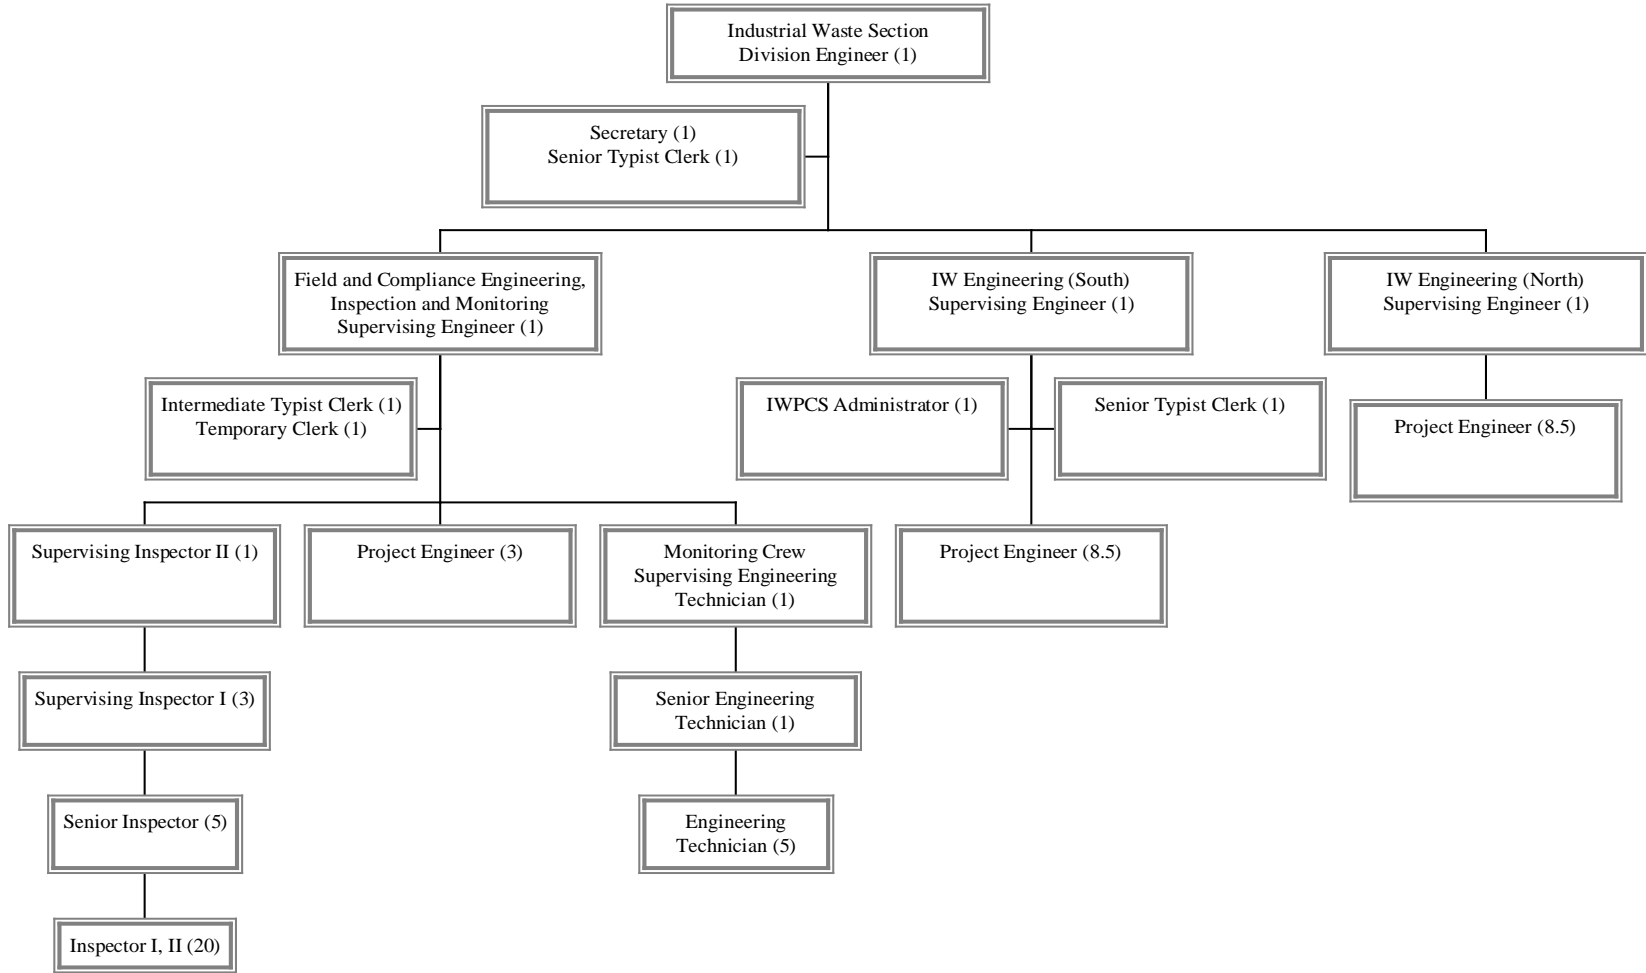 Industrial Waste Section
Division Engineer (1)
Secretary (1)
Senior Typist Clerk (1)
Field and Compliance Engineering,
Inspection and Monitoring
Supervising Engineer (1)
IW Engineering (South)
Supervising Engineer (1)
IW Engineering (North)
Supervising Engineer (1)
Intermediate Typist Clerk (1)
Temporary Clerk (1)
IWPCS Administrator (1)
Senior Typist Clerk (1)
Project Engineer (8.5)
Supervising Inspector II (1)
Project Engineer (3)
Monitoring Crew
Supervising Engineering
Technician (1)
Project Engineer (8.5)
Supervising Inspector I (3)
Senior Engineering
Technician (1)
Senior Inspector (5)
Engineering
Technician (5)
Inspector I, II (20)